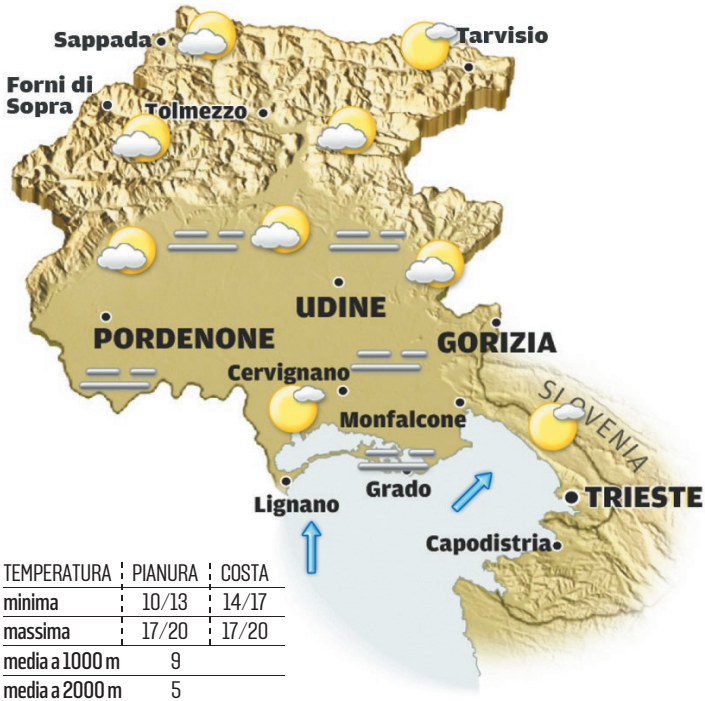 Sappada
Tarvisio
Forni di
Sopra
Tolmezzo
UDINE
PORDENONE
GORIZIA
Cervignano
SLOVENIA
Monfalcone
Grado
Lignano
TRIESTE
Capodistria
TEMPERATURA PIANURA COSTA
minima 10/13 14/17
massima 17/20 17/20
media a 1000 m 9
media a 2000 m 5